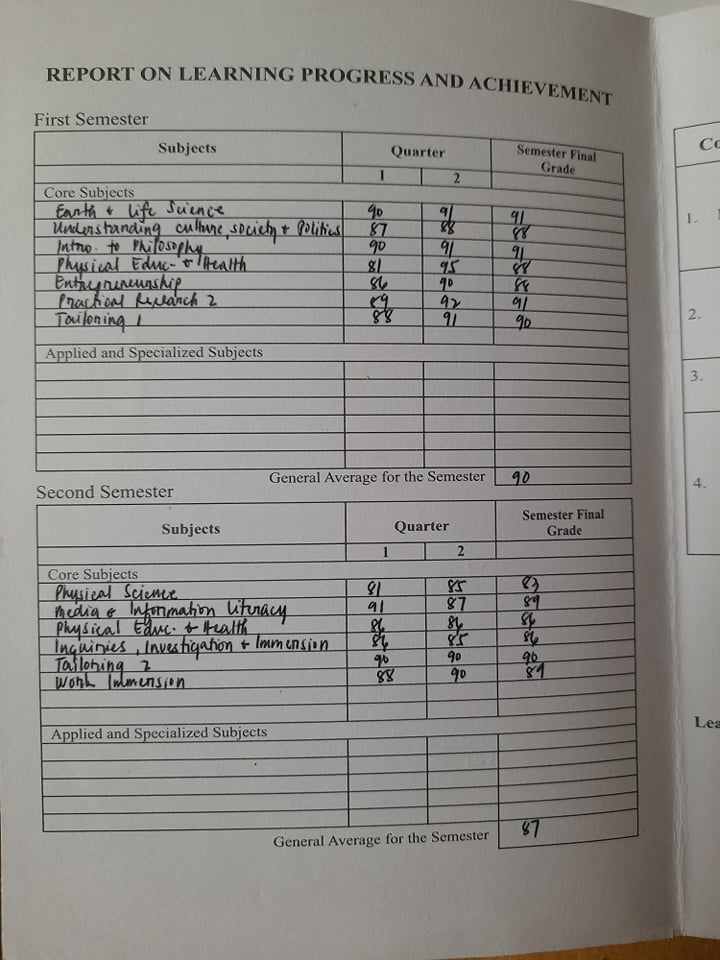 REPORT ON LEARNING PROGRESS AND ACHIEVEMENT
First Semester
Subjects Quarter Semester Final Grade
1 2
Core Subjects
Earth & Life Science 90 91 91
Understanding culture, society & Politics 87 88 88
Intro. to Philosophy 90 91 91
Physical Educ. & Health 81 95 88
Entrepreneurship 86 90 88
Practical Research 2 89 92 91
Tailoring 1 88 91 90
Applied and Specialized Subjects
General Average for the Semester 90
Second Semester
Subjects Quarter Semester Final Grade
1 2
Core Subjects
Physical Science 81 85 83
Media & Information Literacy 91 87 89
Physical Educ. & Health 86 86 86
Inquiries, Investigation & Immersion 86 85 86
Tailoring 2 90 90 90
Work Immersion 88 90 89
Applied and Specialized Subjects
General Average for the Semester 87
1.
2.
3.
4.